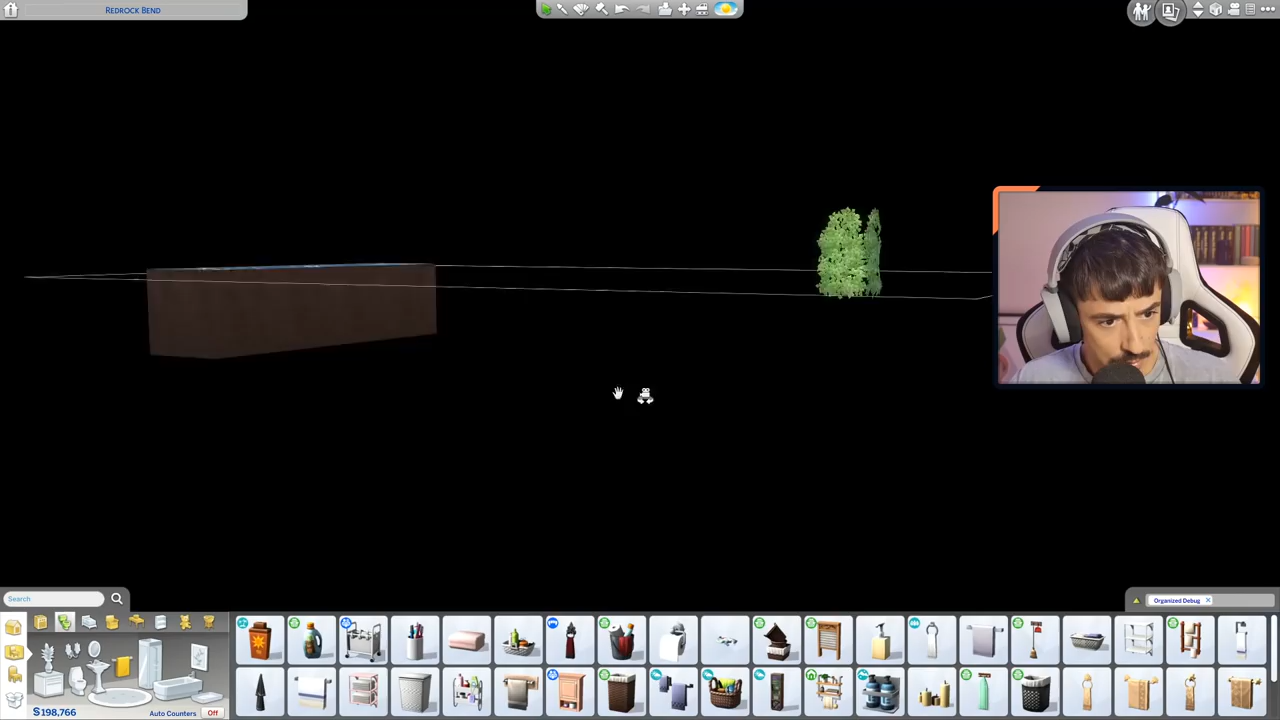 REDROCK BEND
Search
Organized Debug
§198,766
Auto Counters
Off